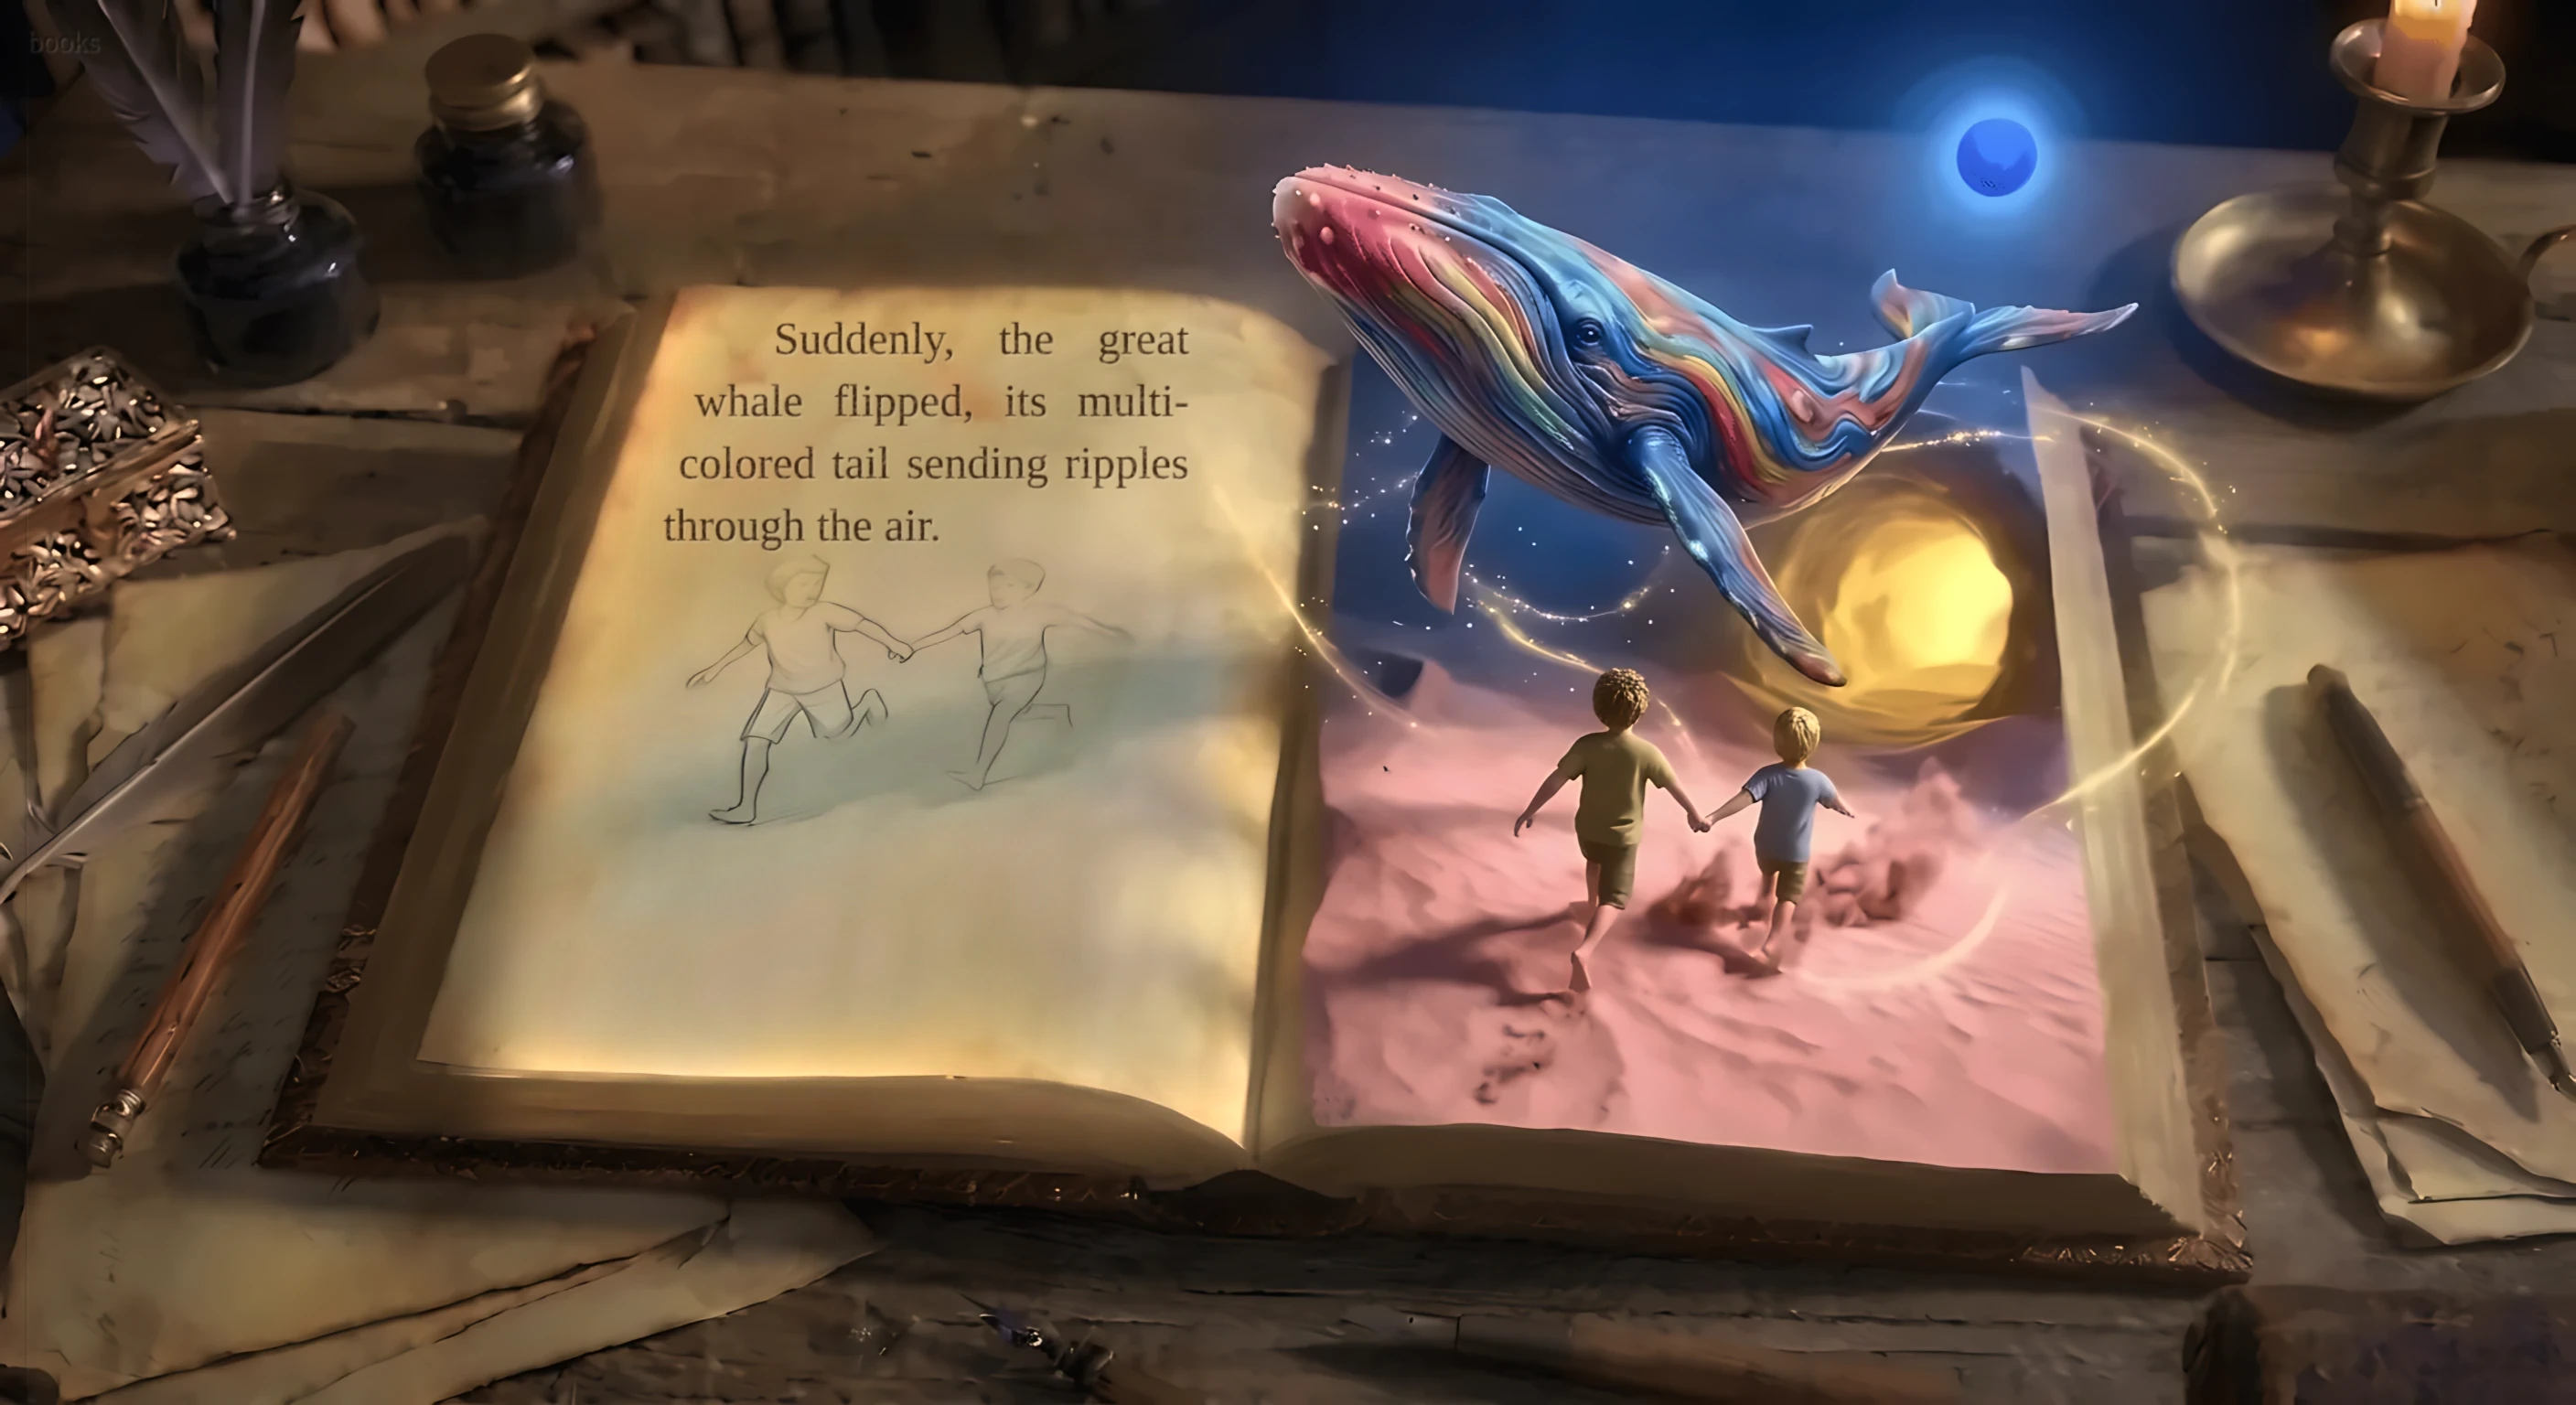 books
Suddenly, the great
whale flipped, its multi-
colored tail sending ripples
through the air.